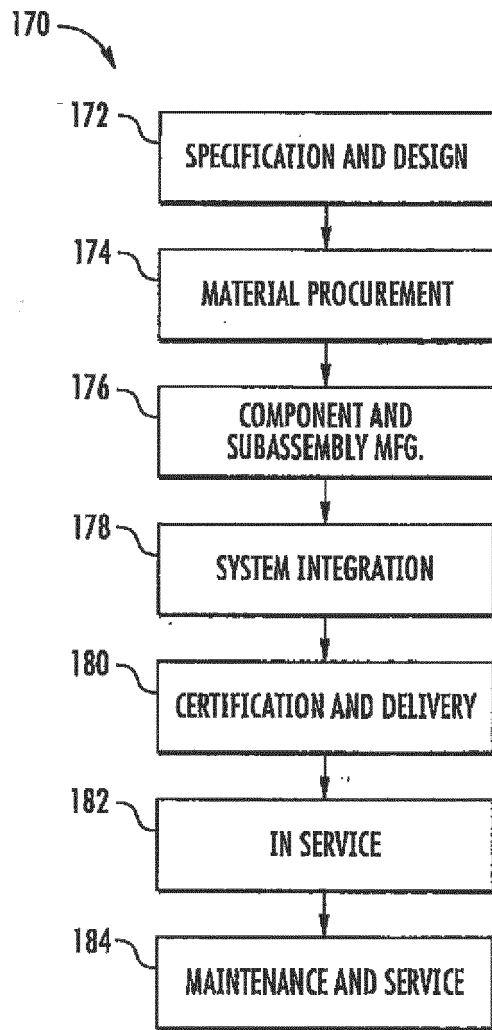 170
172
SPECIFICATION AND DESIGN
174
MATERIAL PROCUREMENT
176
COMPONENT AND
SUBASSEMBLY MFG.
178
SYSTEM INTEGRATION
180
CERTIFICATION AND DELIVERY
182
IN SERVICE
184
MAINTENANCE AND SERVICE